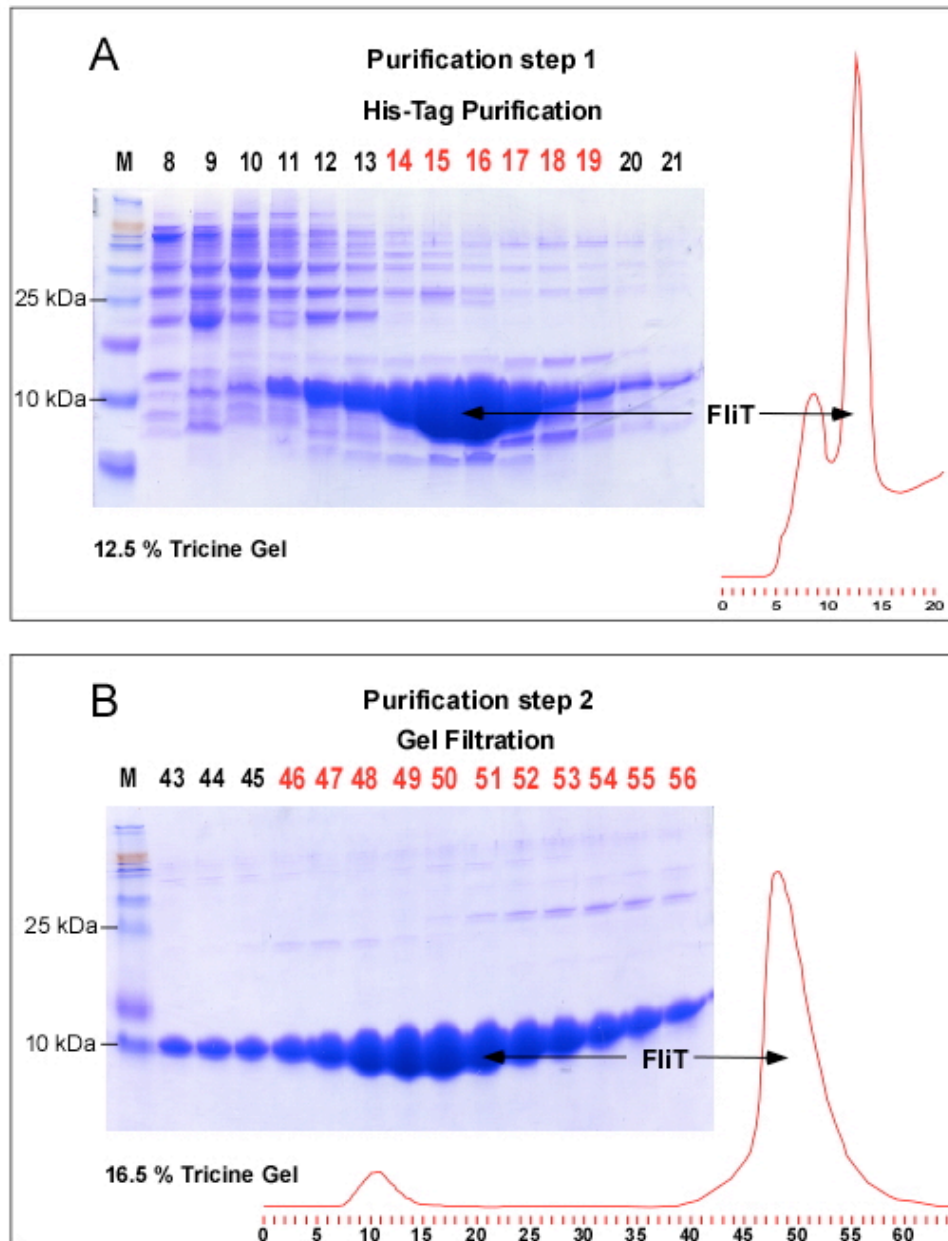 A
Purification step 1
His-Tag Purification
M 8 9 10 11 12 13 14 15 16 17 18 19 20 21
25 kDa
10 kDa
FliT
12.5 % Tricine Gel
0 5 10 15 20
B
Purification step 2
Gel Filtration
M 43 44 45 46 47 48 49 50 51 52 53 54 55 56
25 kDa
10 kDa
FliT
16.5 % Tricine Gel
0 5 10 15 20 25 30 35 40 45 50 55 60